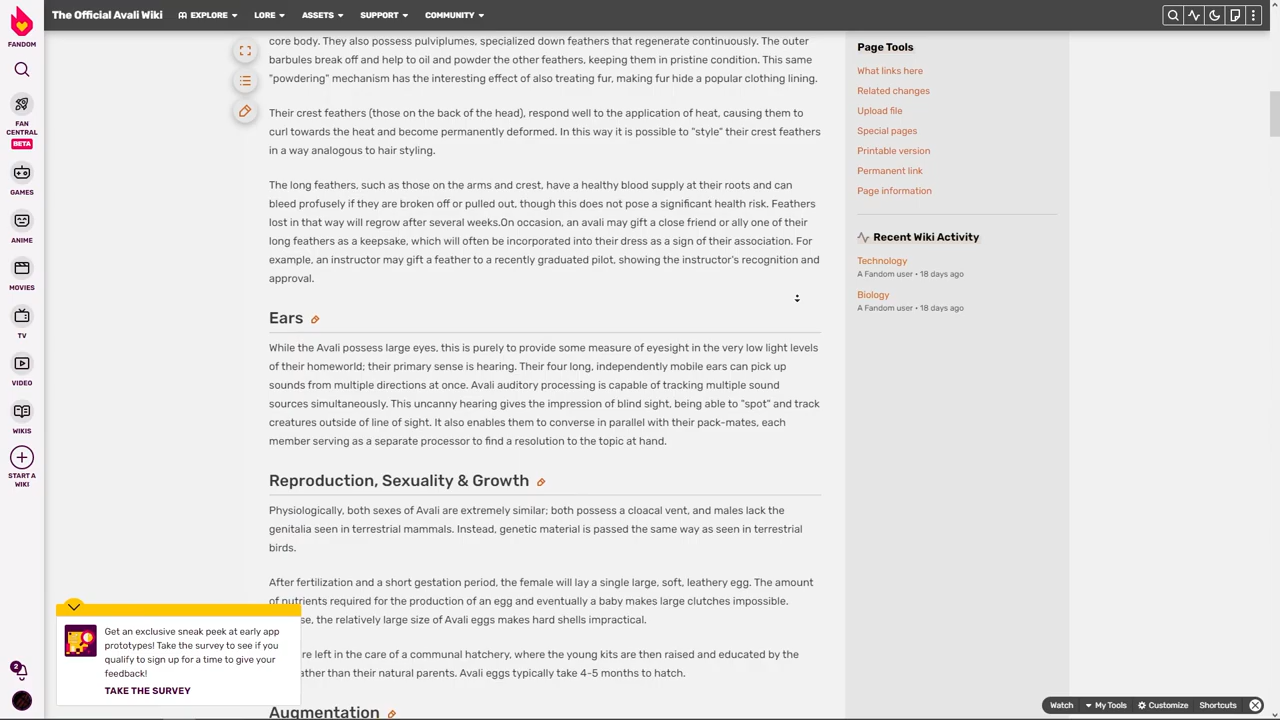 The Official Avali Wiki
EXPLORE
LORE
ASSETS
SUPPORT
COMMUNITY
FANDOM
FAN
CENTRAL
BETA
GAMES
ANIME
MOVIES
TV
VIDEO
WIKIS
START A
WIKI
2
core body. They also possess pulviplumes, specialized down feathers that regenerate continuously. The outer
barbules break off and help to oil and powder the other feathers, keeping them in pristine condition. This same
"powdering" mechanism has the interesting effect of also treating fur, making fur hide a popular clothing lining.
Their crest feathers (those on the back of the head), respond well to the application of heat, causing them to
curl towards the heat and become permanently deformed. In this way it is possible to "style" their crest feathers
in a way analogous to hair styling.
The long feathers, such as those on the arms and crest, have a healthy blood supply at their roots and can
bleed profusely if they are broken off or pulled out, though this does not pose a significant health risk. Feathers
lost in that way will regrow after several weeks.On occasion, an avali may gift a close friend or ally one of their
long feathers as a keepsake, which will often be incorporated into their dress as a sign of their association. For
example, an instructor may gift a feather to a recently graduated pilot, showing the instructor's recognition and
approval.
Ears
While the Avali possess large eyes, this is purely to provide some measure of eyesight in the very low light levels
of their homeworld; their primary sense is hearing. Their four long, independently mobile ears can pick up
sounds from multiple directions at once. Avali auditory processing is capable of tracking multiple sound
sources simultaneously. This uncanny hearing gives the impression of blind sight, being able to "spot" and track
creatures outside of line of sight. It also enables them to converse in parallel with their pack-mates, each
member serving as a separate processor to find a resolution to the topic at hand.
Reproduction, Sexuality & Growth
Physiologically, both sexes of Avali are extremely similar; both possess a cloacal vent, and males lack the
genitalia seen in terrestrial mammals. Instead, genetic material is passed the same way as seen in terrestrial
birds.
After fertilization and a short gestation period, the female will lay a single large, soft, leathery egg. The amount
of nutrients required for the production of an egg and eventually a baby makes large clutches impossible.
se, the relatively large size of Avali eggs makes hard shells impractical.
re left in the care of a communal hatchery, where the young kits are then raised and educated by the
ather than their natural parents. Avali eggs typically take 4-5 months to hatch.
Augmentation
Page Tools
What links here
Related changes
Upload file
Special pages
Printable version
Permanent link
Page information
Recent Wiki Activity
Technology
A Fandom user • 18 days ago
Biology
A Fandom user • 18 days ago
Get an exclusive sneak peek at early app
prototypes! Take the survey to see if you
qualify to sign up for a time to give your
feedback!
TAKE THE SURVEY
Watch
My Tools
Customize
Shortcuts